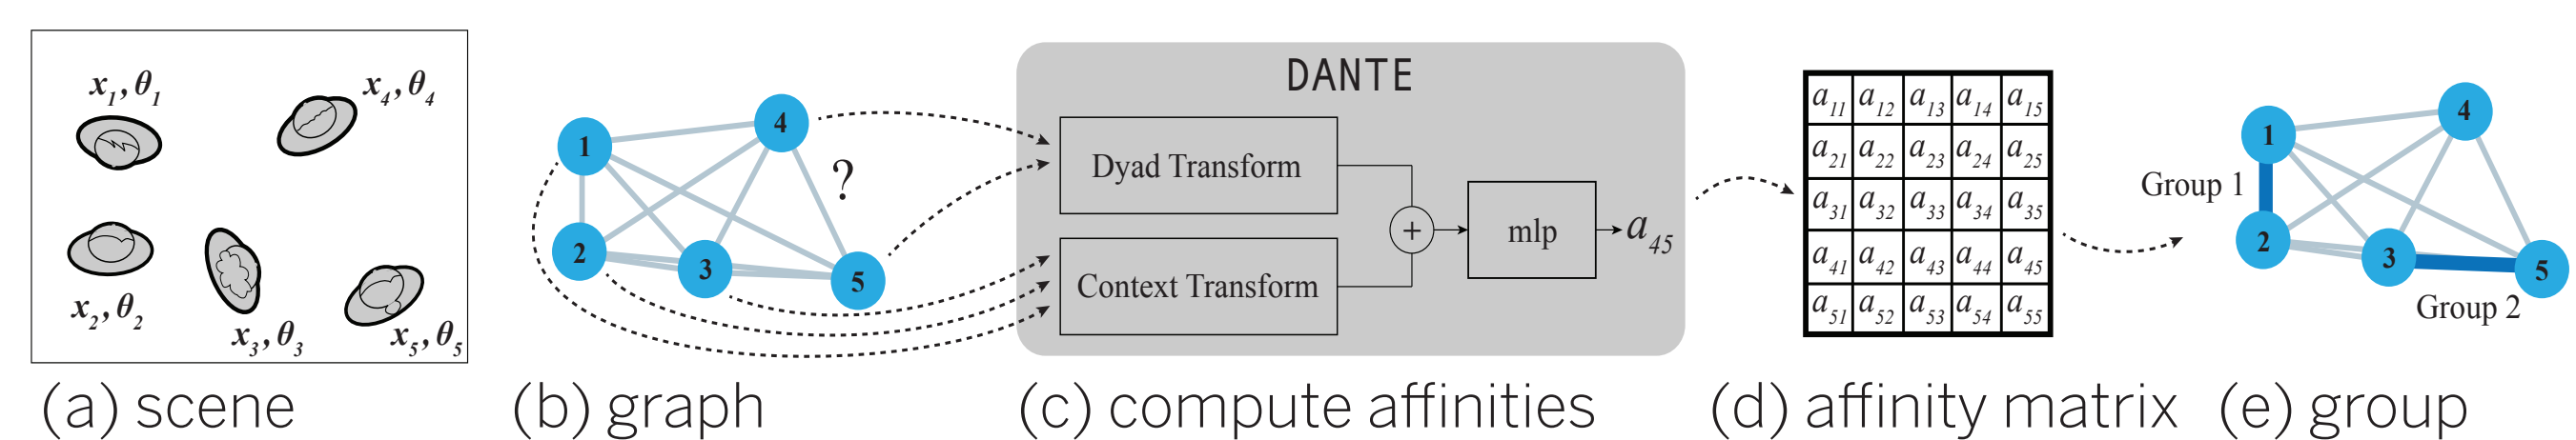 x1, θ1
x4, θ4
x2, θ2
x3, θ3
x5, θ5
(a) scene
1
4
?
2
3
5
(b) graph
DANTE
Dyad Transform
Context Transform
+
mlp
a45
(c) compute affinities
a11 a12 a13 a14 a15
a21 a22 a23 a24 a25
a31 a32 a33 a34 a35
a41 a42 a43 a44 a45
a51 a52 a53 a54 a55
(d) affinity matrix
1
4
Group 1
2
3
5
Group 2
(e) group